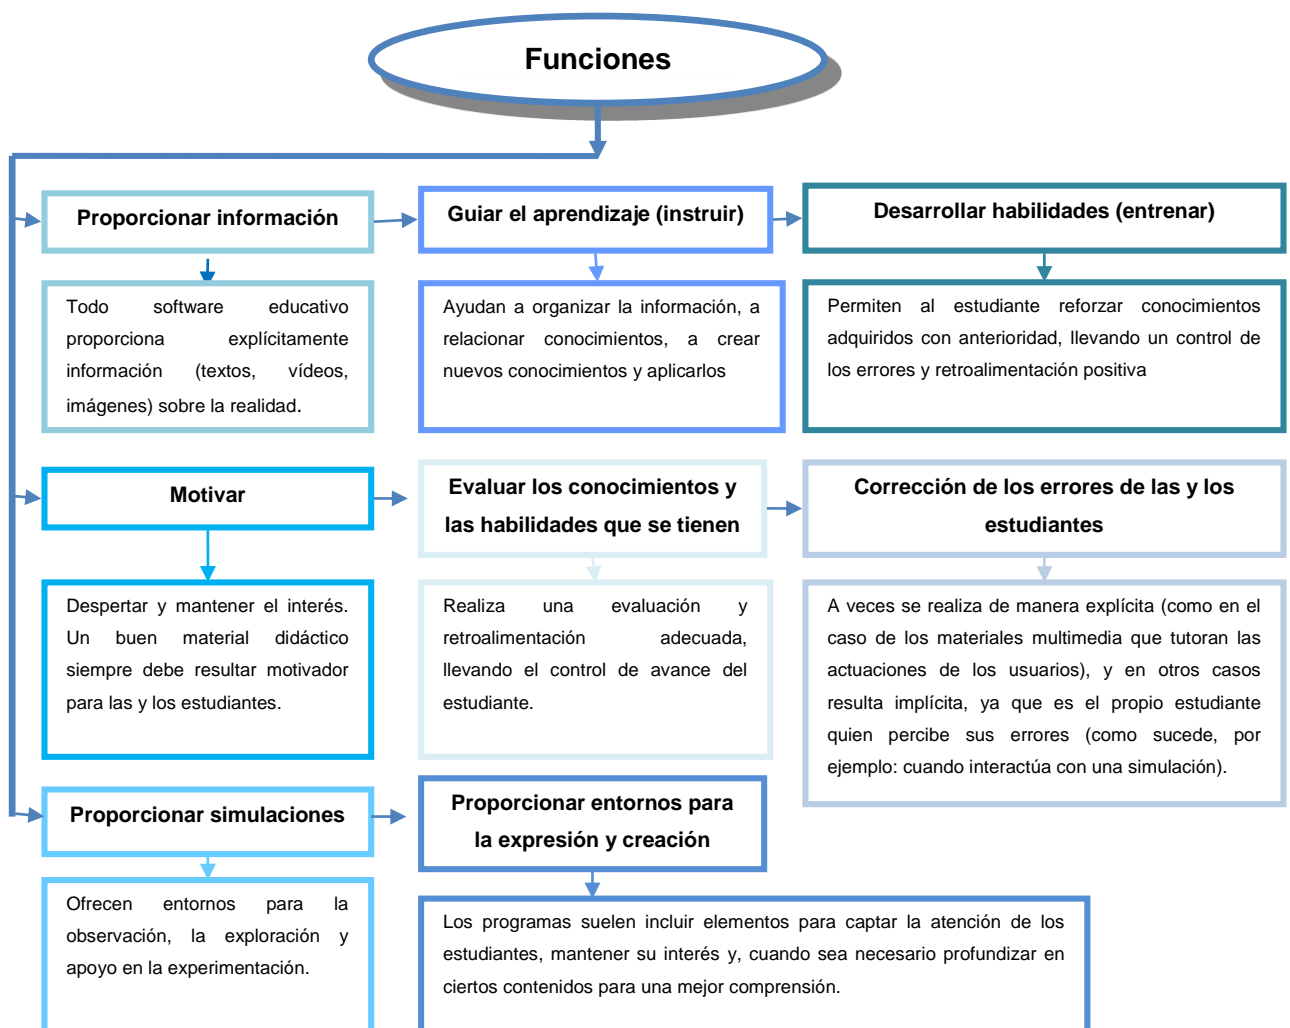 Funciones
Proporcionar información
Guiar el aprendizaje (instruir)
Desarrollar habilidades (entrenar)
Todo software educativo
proporciona explícitamente
información (textos, vídeos,
imágenes) sobre la realidad.
Ayudan a organizar la información, a
relacionar conocimientos, a crear
nuevos conocimientos y aplicarlos
Permiten al estudiante reforzar conocimientos
adquiridos con anterioridad, llevando un control de
los errores y retroalimentación positiva
Motivar
Evaluar los conocimientos y
las habilidades que se tienen
Corrección de los errores de las y los
estudiantes
Despertar y mantener el interés.
Un buen material didáctico
siempre debe resultar motivador
para las y los estudiantes.
Realiza una evaluación y
retroalimentación adecuada,
llevando el control de avance del
estudiante.
A veces se realiza de manera explícita (como en el
caso de los materiales multimedia que tutoran las
actuaciones de los usuarios), y en otros casos
resulta implícita, ya que es el propio estudiante
quien percibe sus errores (como sucede, por
ejemplo: cuando interactúa con una simulación).
Proporcionar simulaciones
Proporcionar entornos para
la expresión y creación
Ofrecen entornos para la
observación, la exploración y
apoyo en la experimentación.
Los programas suelen incluir elementos para captar la atención de los
estudiantes, mantener su interés y, cuando sea necesario profundizar en
ciertos contenidos para una mejor comprensión.